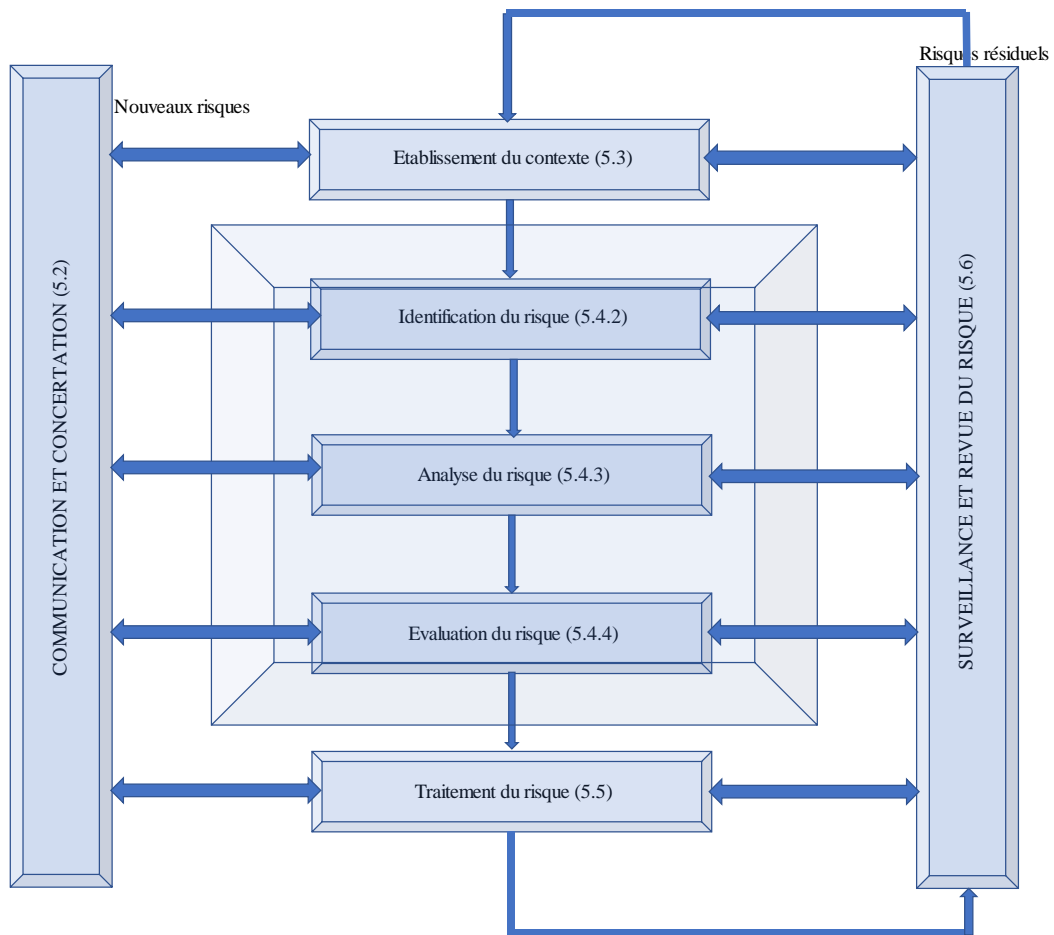 Risques résiduels
Nouveaux risques
Etablissement du contexte (5.3)
COMMUNICATION ET CONCERTATION (5.2)
SURVEILLANCE ET REVUE DU RISQUE (5.6)
Identification du risque (5.4.2)
Analyse du risque (5.4.3)
Evaluation du risque (5.4.4)
Traitement du risque (5.5)